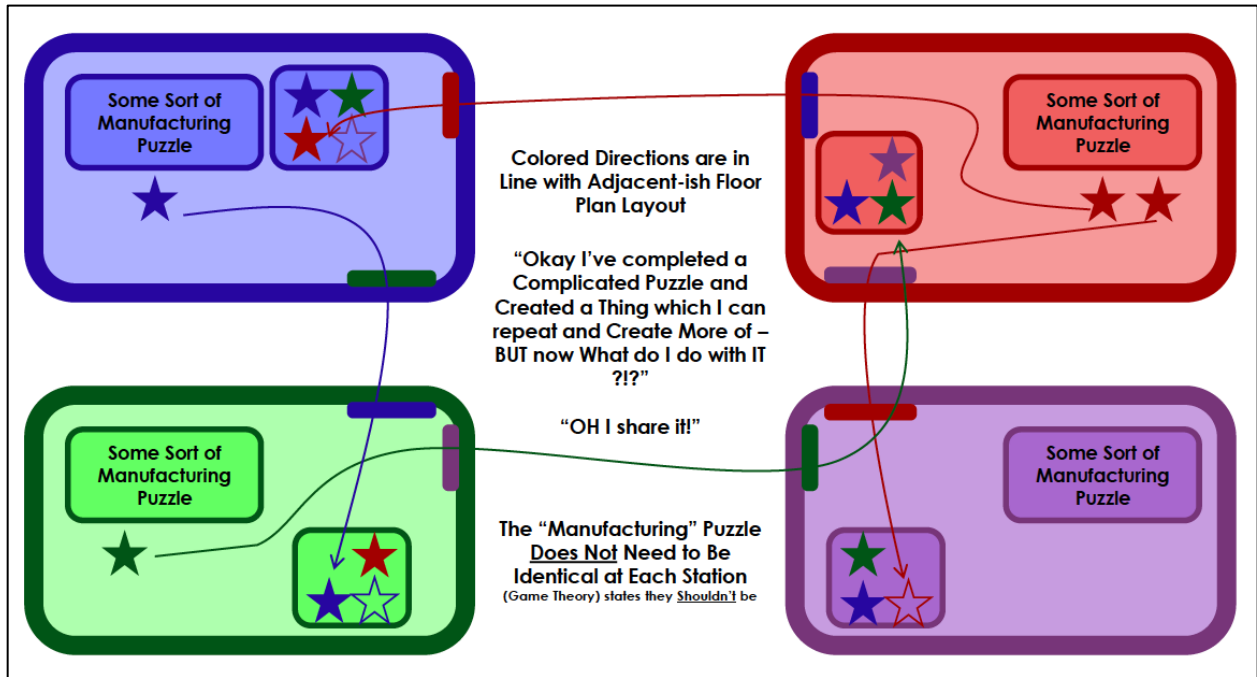 Some Sort of
Manufacturing
Puzzle
Some Sort of
Manufacturing
Puzzle
Colored Directions are in
Line with Adjacent-ish Floor
Plan Layout
“Okay I’ve completed a
Complicated Puzzle and
Created a Thing which I can
repeat and Create More of –
BUT now What do I do with IT
?!?”
“OH I share it!”
Some Sort of
Manufacturing
Puzzle
Some Sort of
Manufacturing
Puzzle
The “Manufacturing” Puzzle
Does Not Need to Be
Identical at Each Station
(Game Theory) states they Shouldn’t be